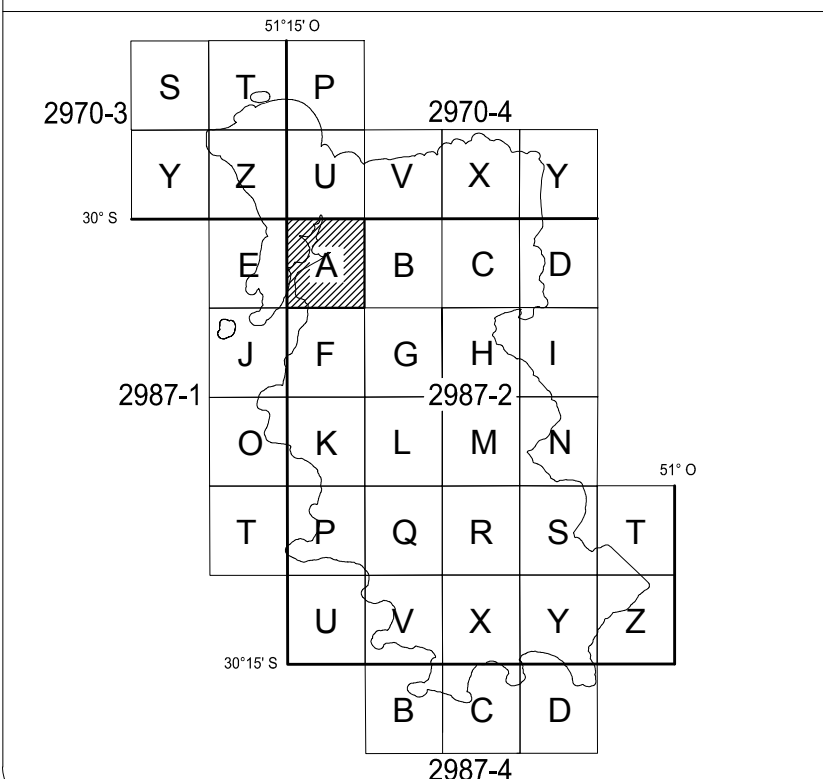 51°15' O
S T P
2970-3 2970-4
Y Z U V X Y
30° S
E A B C D
J F G H I
2987-1 2987-2
O K L M N
51° O
T P Q R S T
U V X Y Z
30°15' S
B C D
2987-4